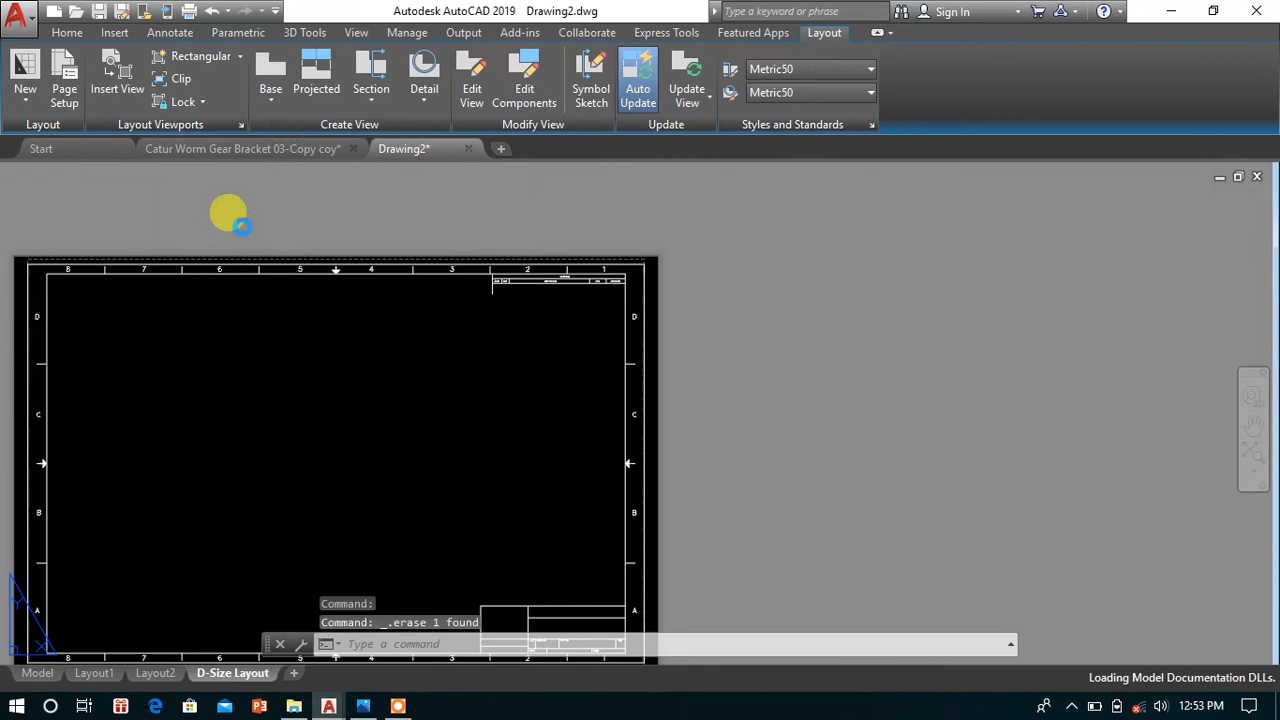 Autodesk AutoCAD 2019 Drawing2.dwg
Type a keyword or phrase
Sign In
Home Insert Annotate Parametric 3D Tools View Manage Output Add-ins Collaborate Express Tools Featured Apps Layout
New
Page
Setup
Insert View
Rectangular
Clip
Lock
Base
Projected
Section
Detail
Edit
View
Edit
Components
Symbol
Sketch
Auto
Update
Update
View
Metric50
Metric50
Layout Layout Viewports Create View Modify View Update Styles and Standards
Start Catur Worm Gear Bracket 03-Copy coy* Drawing2*
8 7 6 5 4 3 2 1
D D
C C
B B
A A
Command:
Command: _.erase 1 found
Type a command
8 7 6 5 4 3 2 1
Model Layout1 Layout2 D-Size Layout
Loading Model Documentation DLLs.
12:53 PM